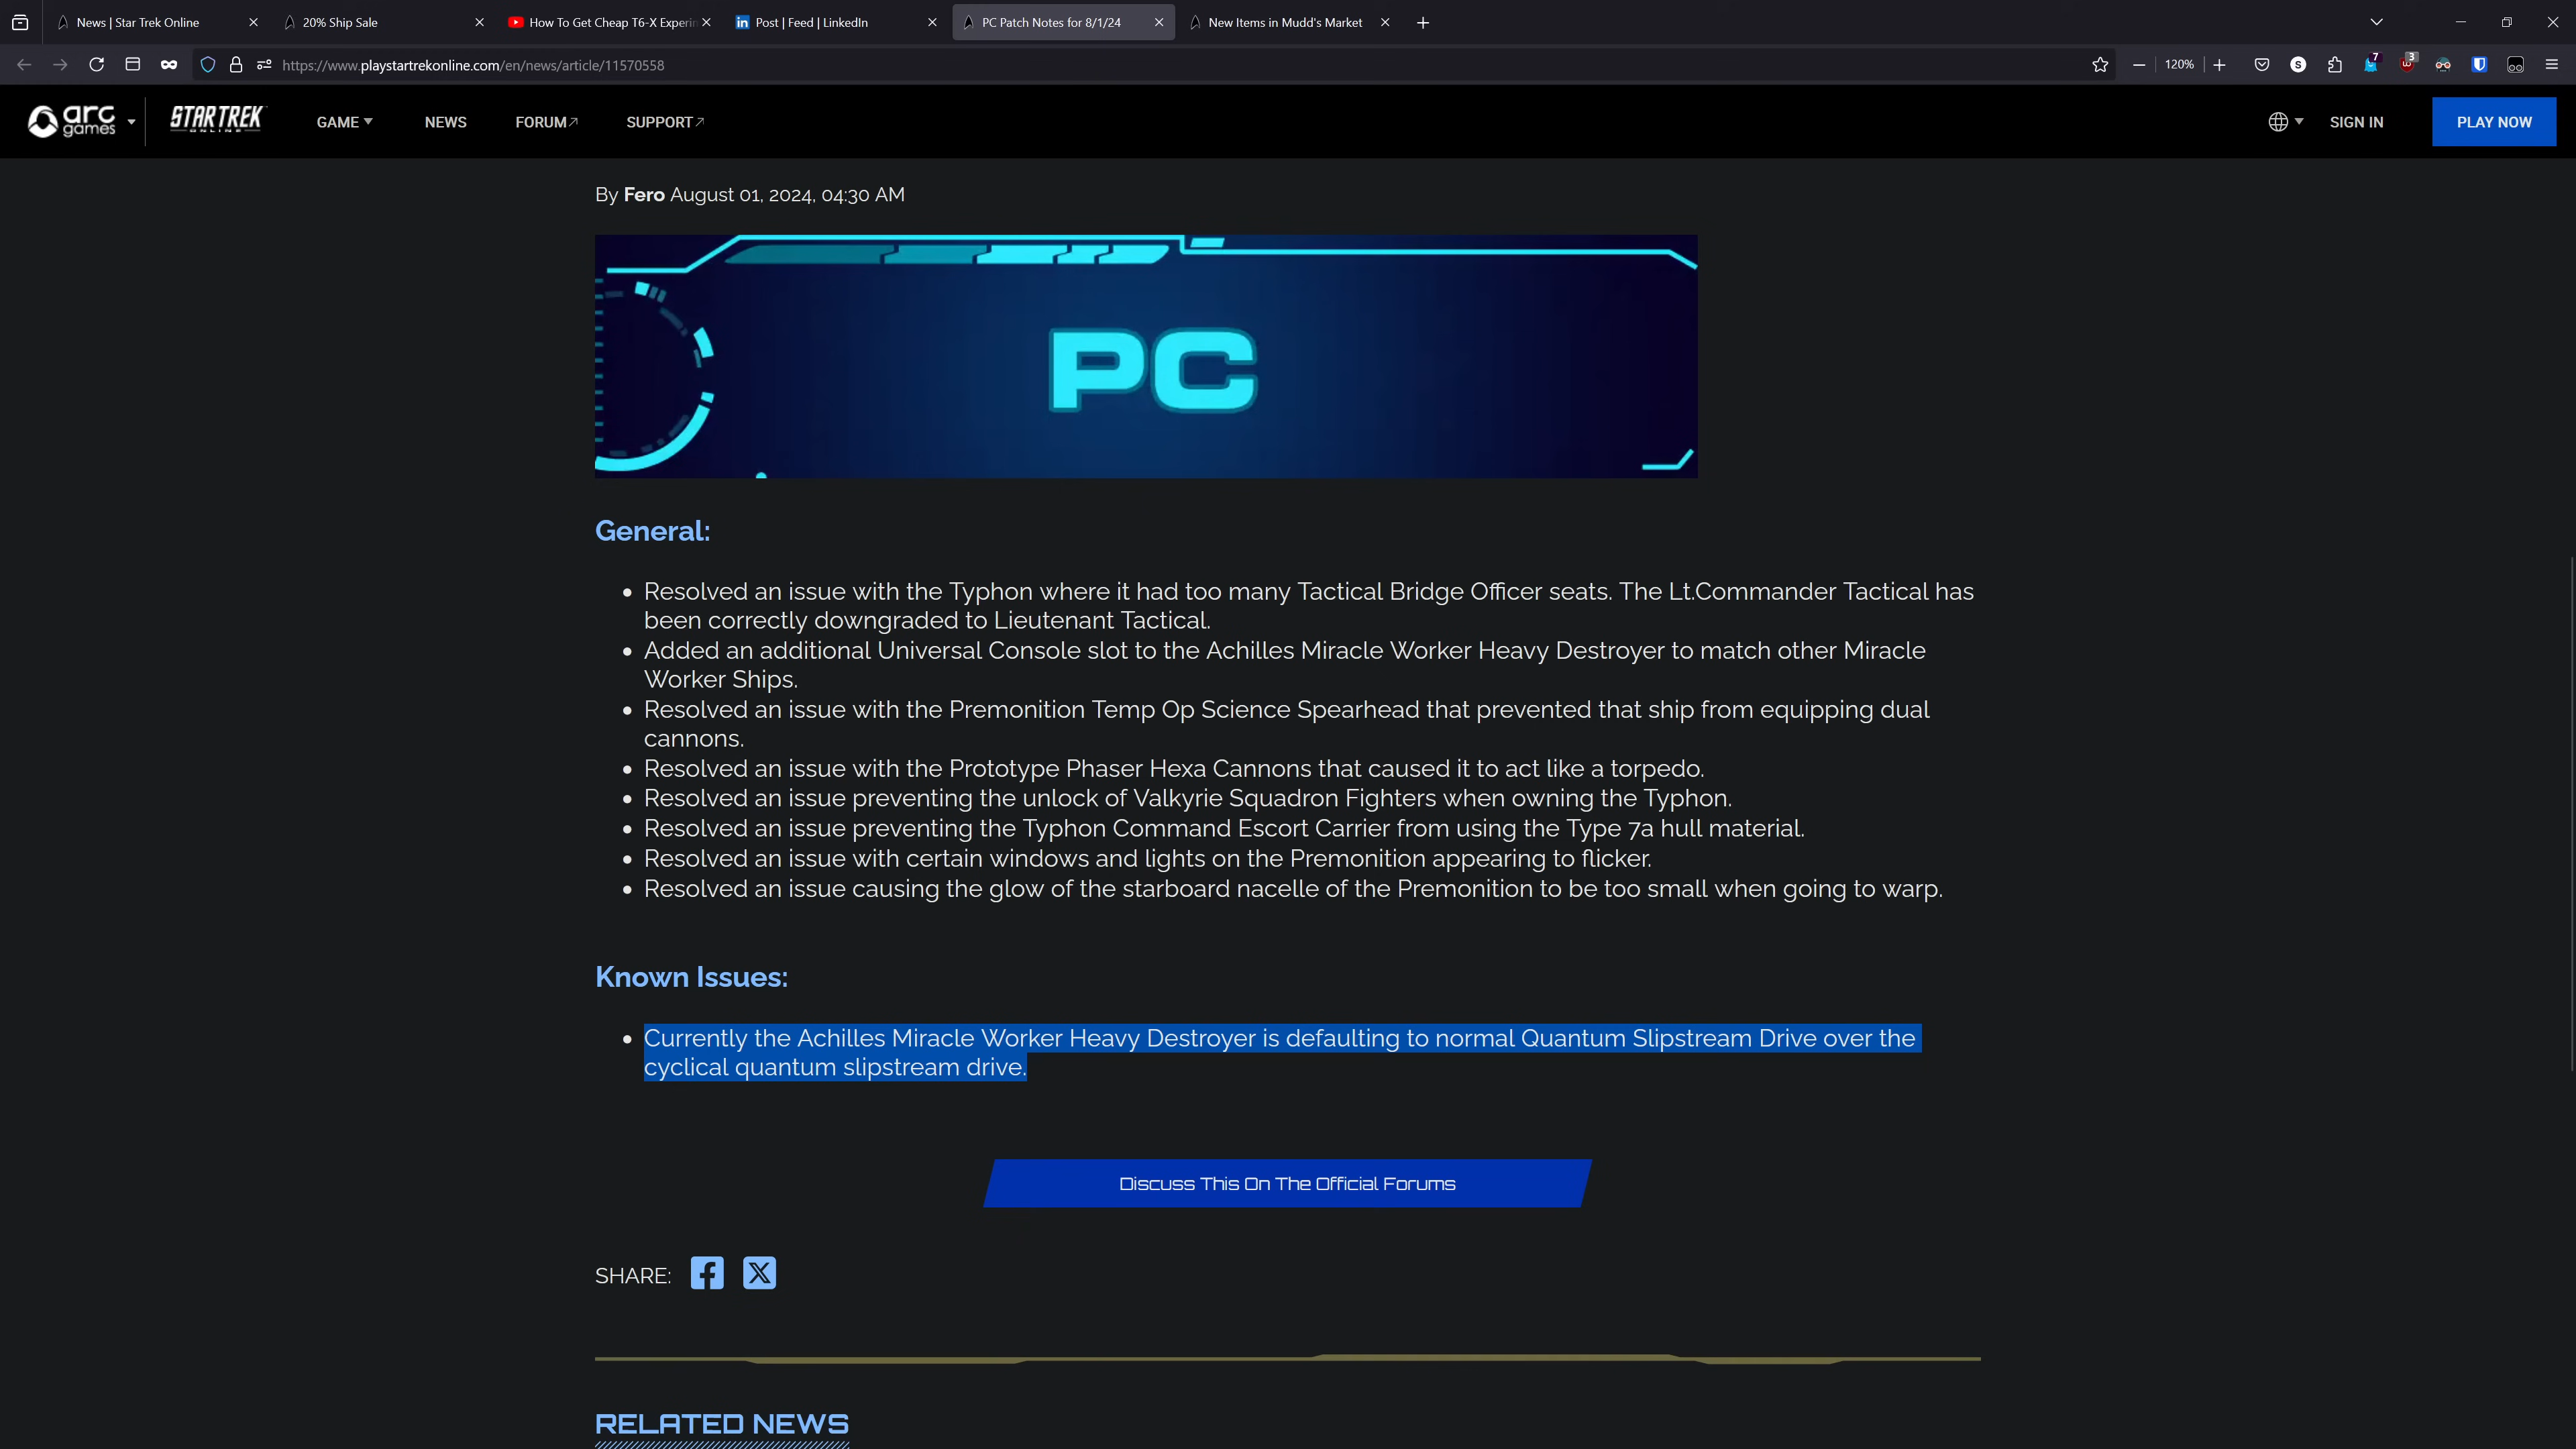 News | Star Trek Online
20% Ship Sale
How To Get Cheap T6-X Experin
Post | Feed | LinkedIn
PC Patch Notes for 8/1/24
New Items in Mudd's Market
https://www.playstartrekonline.com/en/news/article/11570558
120%
7
3
arc games
STAR TREK ONLINE
GAME
NEWS
FORUM
SUPPORT
SIGN IN
PLAY NOW
By Fero August 01, 2024, 04:30 AM
PC
General:
• Resolved an issue with the Typhon where it had too many Tactical Bridge Officer seats. The Lt.Commander Tactical has
been correctly downgraded to Lieutenant Tactical.
• Added an additional Universal Console slot to the Achilles Miracle Worker Heavy Destroyer to match other Miracle
Worker Ships.
• Resolved an issue with the Premonition Temp Op Science Spearhead that prevented that ship from equipping dual
cannons.
• Resolved an issue with the Prototype Phaser Hexa Cannons that caused it to act like a torpedo.
• Resolved an issue preventing the unlock of Valkyrie Squadron Fighters when owning the Typhon.
• Resolved an issue preventing the Typhon Command Escort Carrier from using the Type 7a hull material.
• Resolved an issue with certain windows and lights on the Premonition appearing to flicker.
• Resolved an issue causing the glow of the starboard nacelle of the Premonition to be too small when going to warp.
Known Issues:
• Currently the Achilles Miracle Worker Heavy Destroyer is defaulting to normal Quantum Slipstream Drive over the
cyclical quantum slipstream drive.
Discuss This On The Official Forums
SHARE:
RELATED NEWS